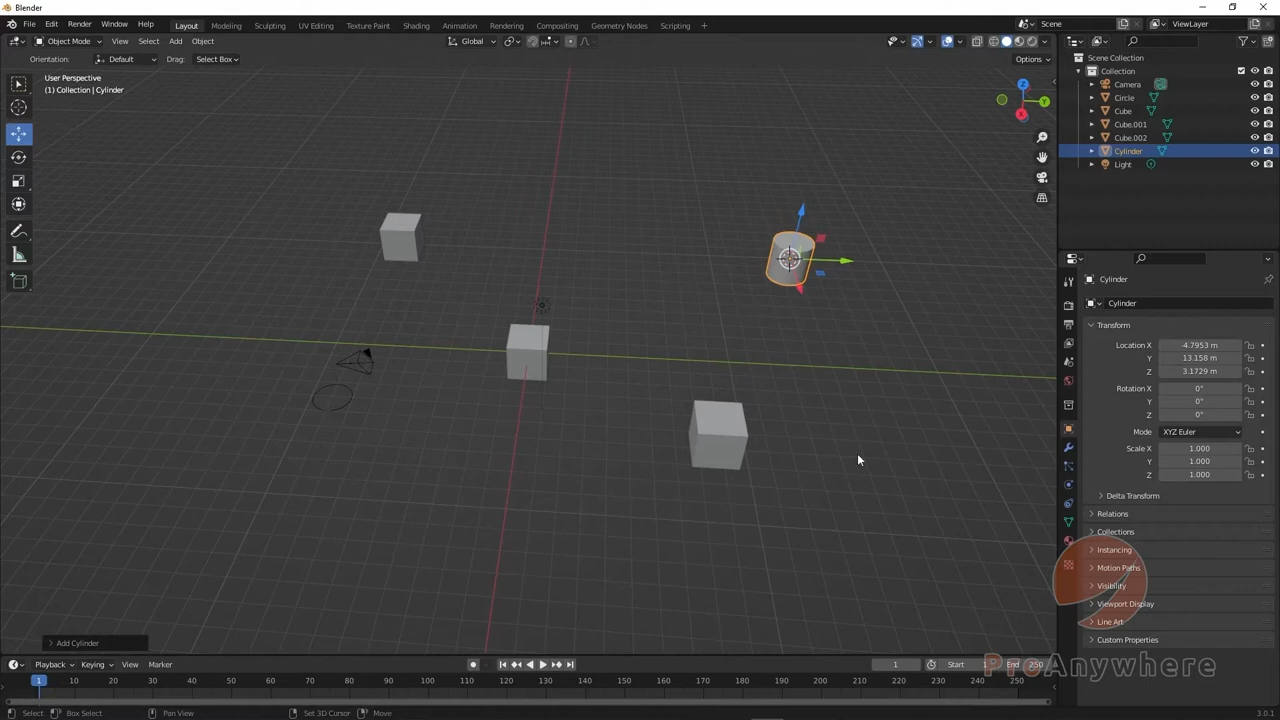 Blender
File Edit Render Window Help Layout Modeling Sculpting UV Editing Texture Paint Shading Animation Rendering Compositing Geometry Nodes Scripting + Scene ViewLayer
Object Mode View Select Add Object Global
Orientation: Default Drag: Select Box Options
User Perspective
(1) Collection | Cylinder
Z
Y
X
Scene Collection
Collection
Camera
Circle
Cube
Cube.001
Cube.002
Cylinder
Light
Cylinder
Cylinder
Transform
Location X -4.7953 m
Y 13.158 m
Z 3.1729 m
Rotation X 0°
Y 0°
Z 0°
Mode XYZ Euler
Scale X 1.000
Y 1.000
Z 1.000
Delta Transform
Relations
Collections
Instancing
Motion Paths
Visibility
Viewport Display
Line Art
Custom Properties
Add Cylinder
ProAnywhere
Playback Keying View Marker 1 Start 1 End 250
1 10 20 30 40 50 60 70 80 90 100 110 120 130 140 150 160 170 180 190 200 210 220 230 240 250
Select Box Select Pan View Set 3D Cursor Move 3.0.1